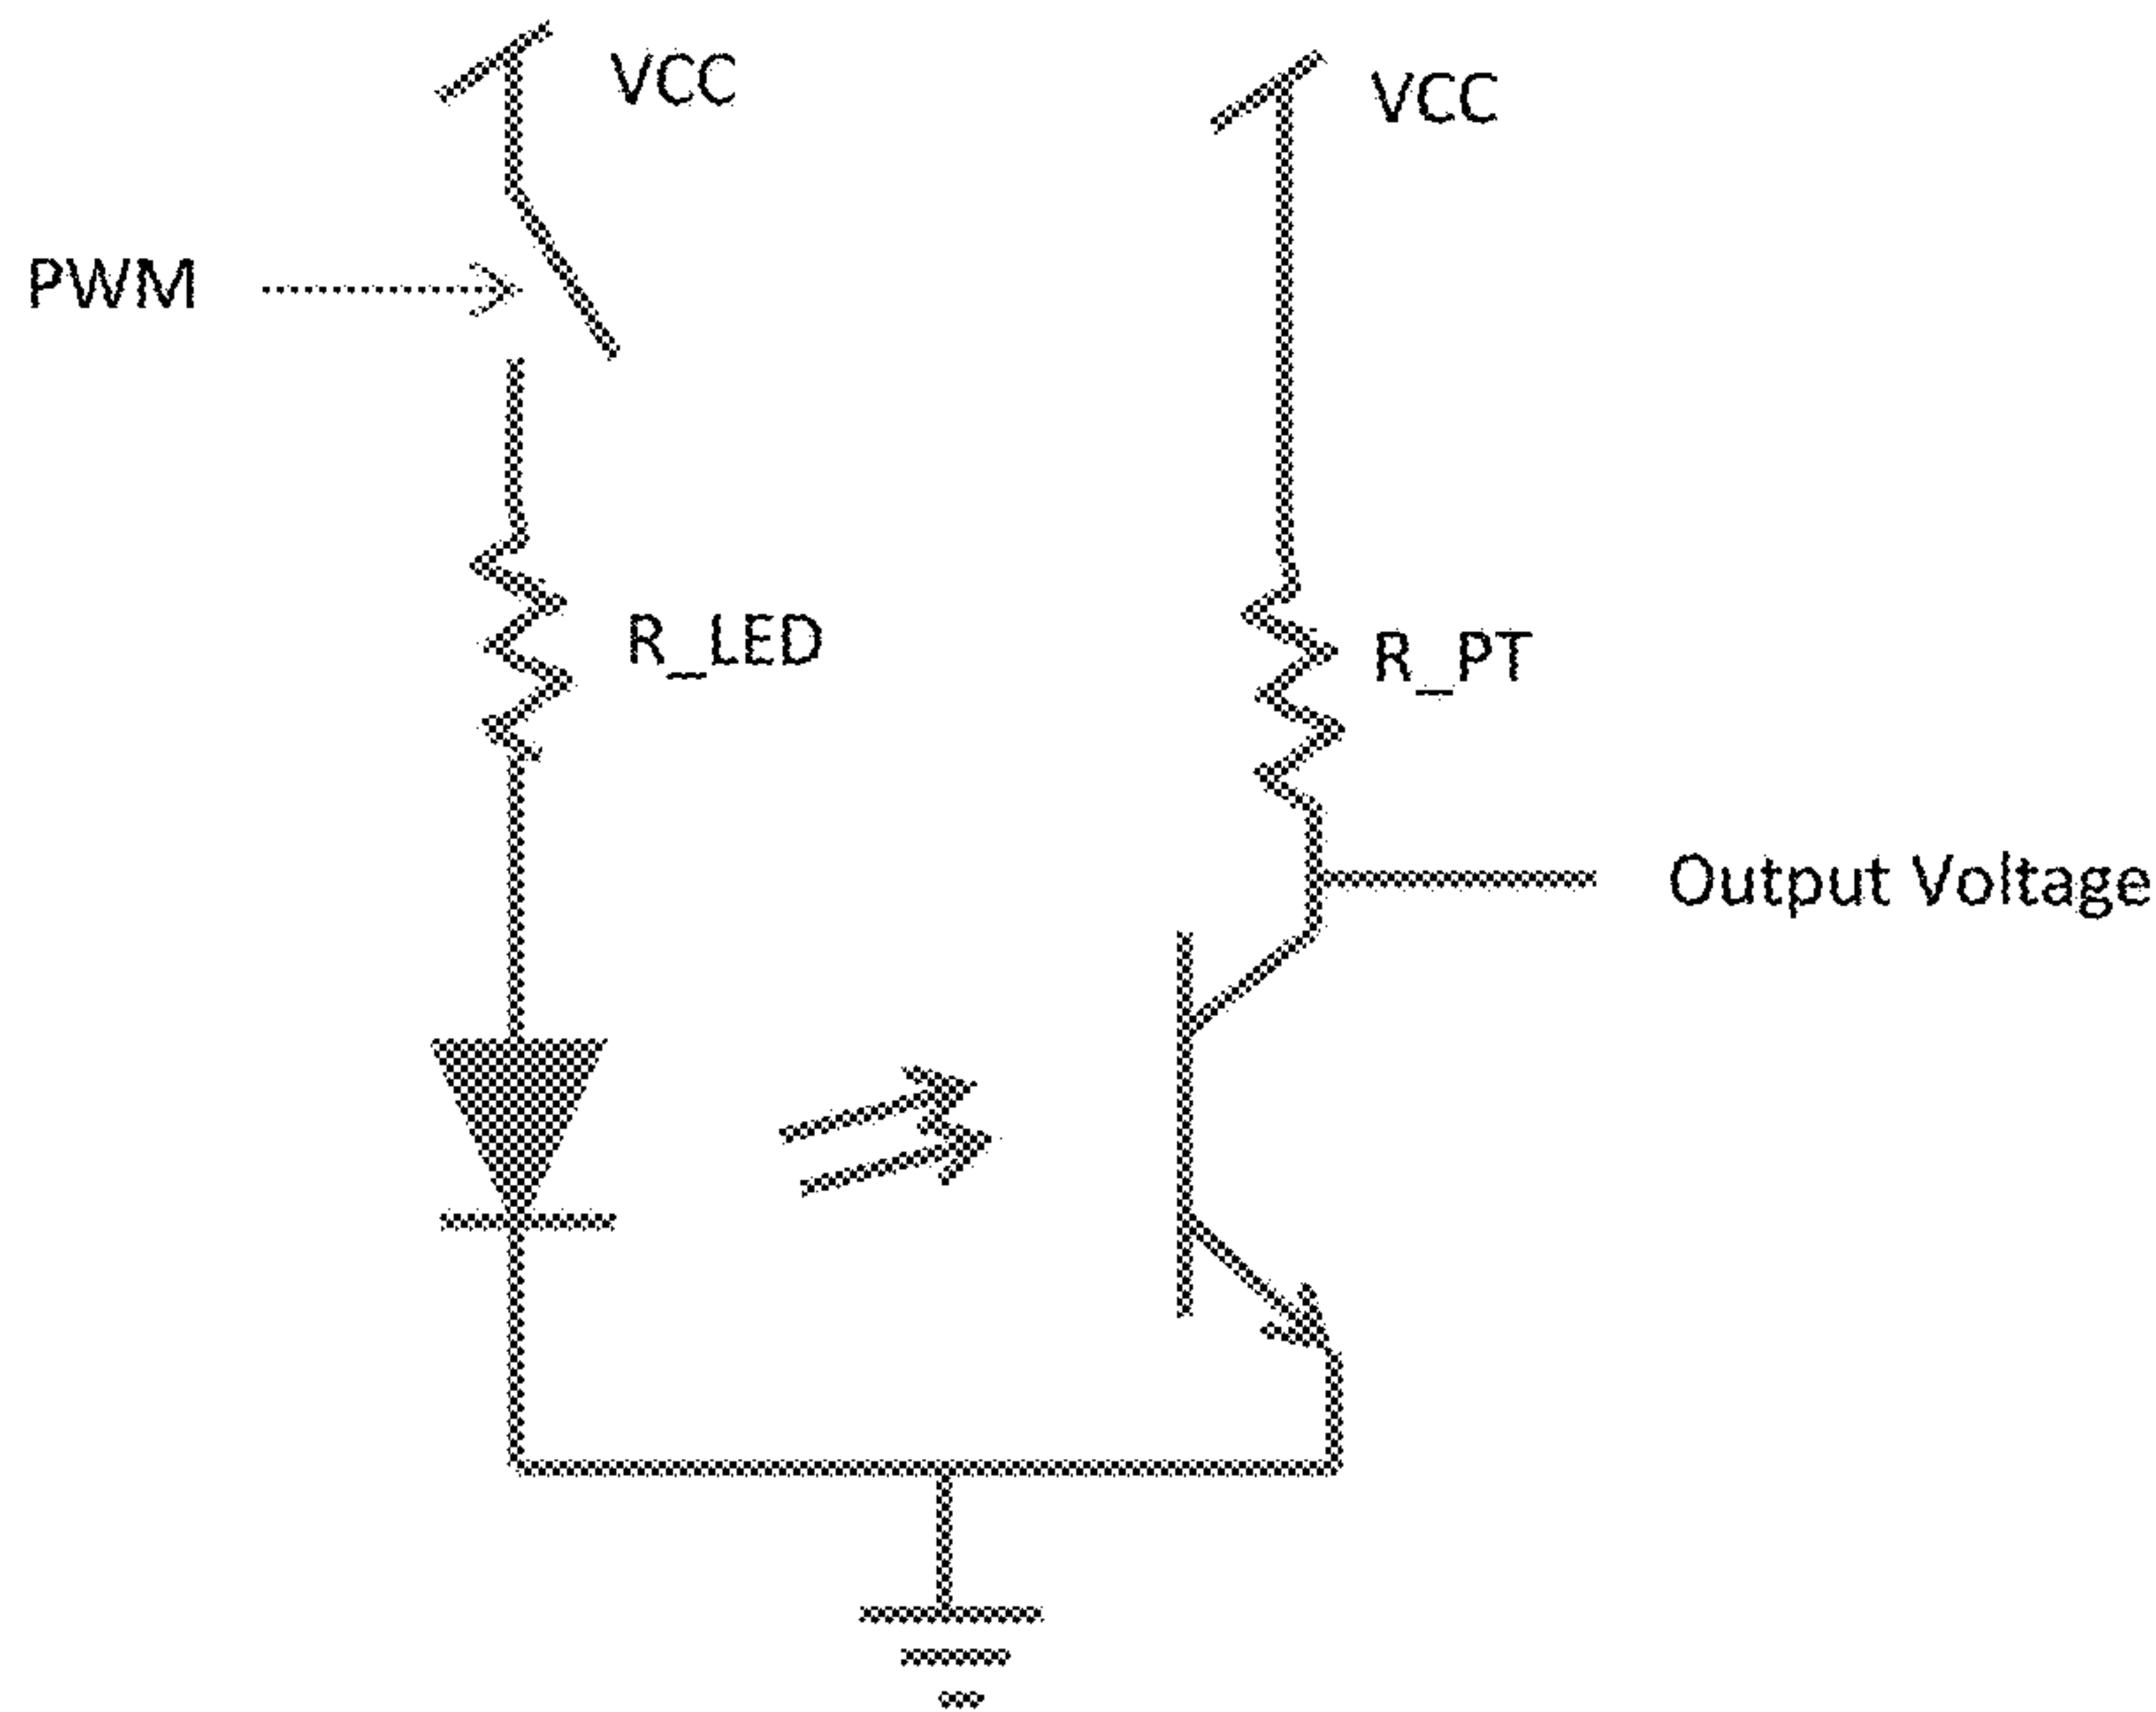 VCC
VCC
PWM
R_LED
R_PT
Output Voltage